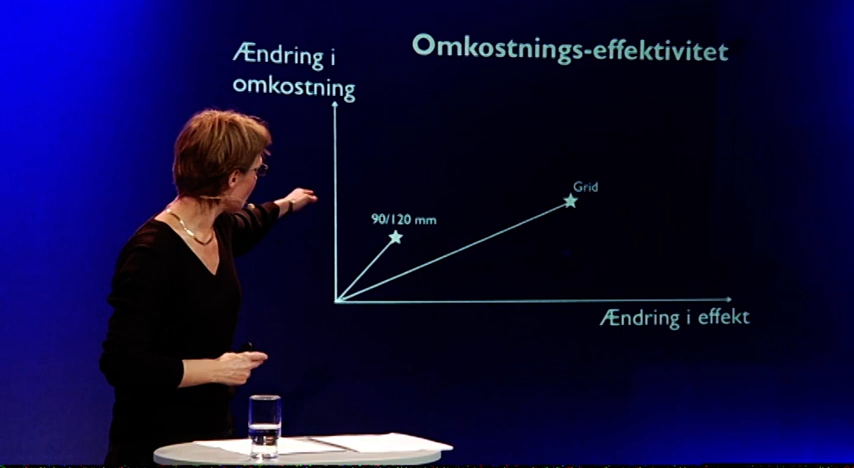 Omkostnings-effektivitet
Ændring i
omkostning
Grid
90/120 mm
Ændring i effekt